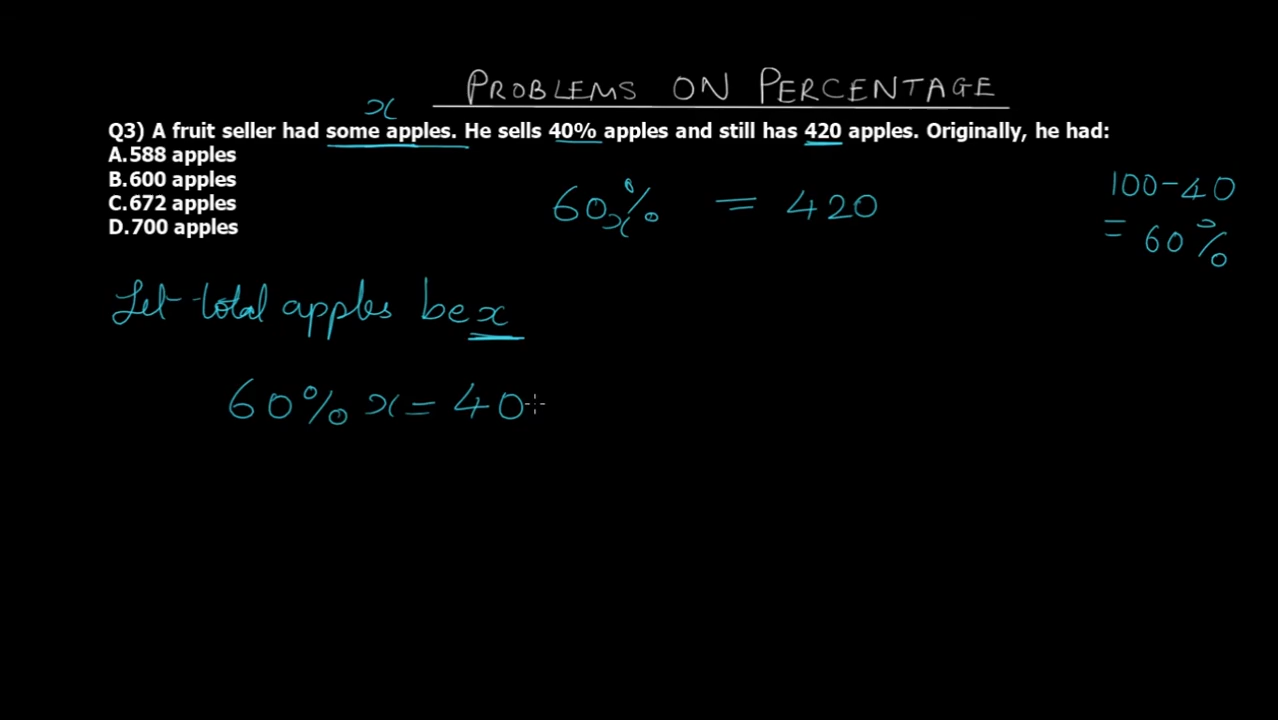 PROBLEMS ON PERCENTAGE
x
Q3) A fruit seller had some apples. He sells 40% apples and still has 420 apples. Originally, he had:
A.588 apples
B.600 apples
C.672 apples
D.700 apples
60% x = 420
100-40
= 60%
Let total apples be x
60% x = 40